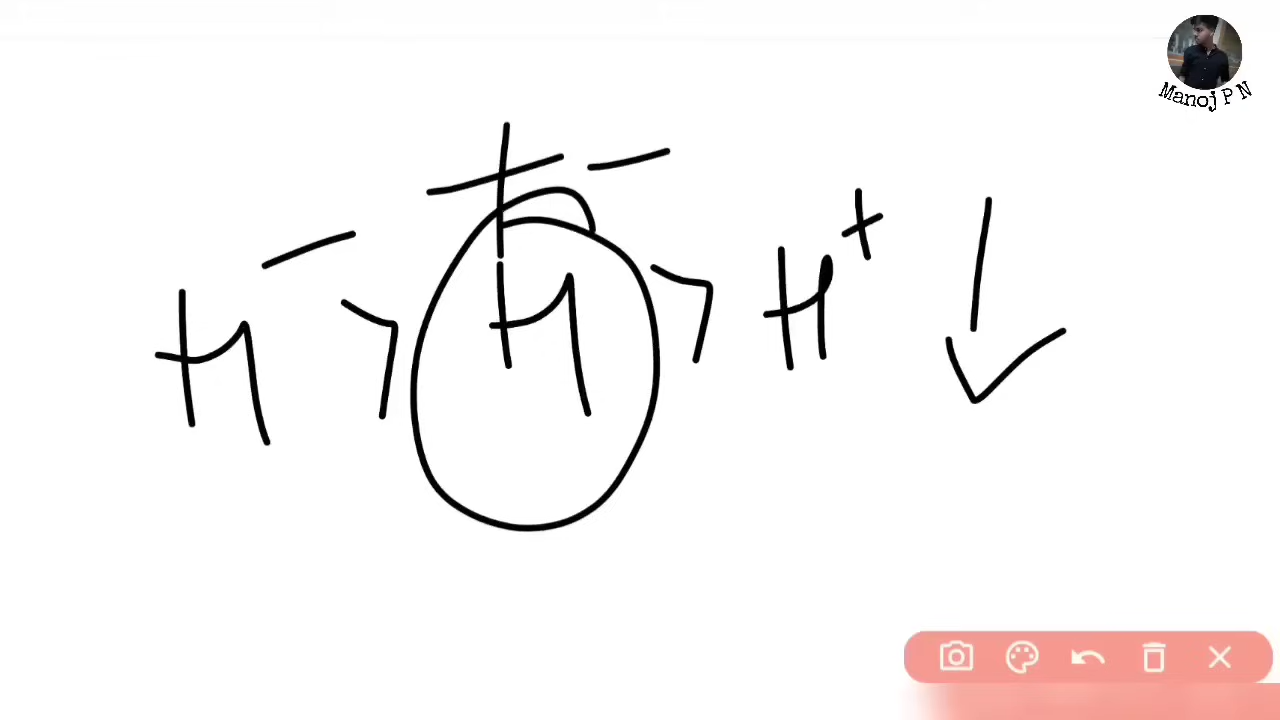 Manoj P N
H⁻ > H > H⁺ ↓